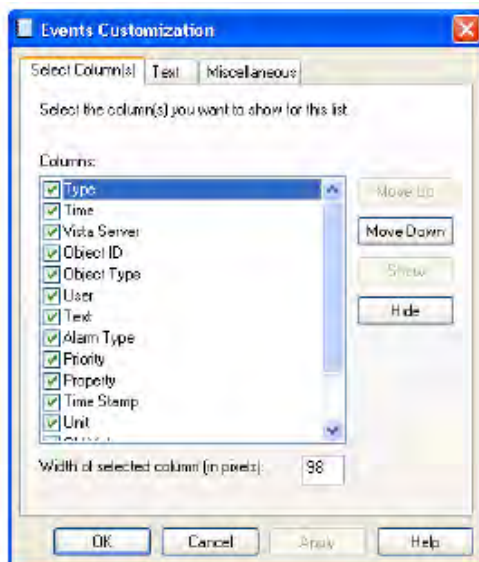 Events Customization
Select Column(s) Text Miscellaneous
Select the column(s) you want to show for this list
Columns:
Type
Time
Vista Server
Object ID
Object Type
User
Text
Alarm Type
Priority
Property
Time Stamp
Unit
Move Up
Move Down
Show
Hide
Width of selected column (in pixels): 98
OK Cancel Apply Help